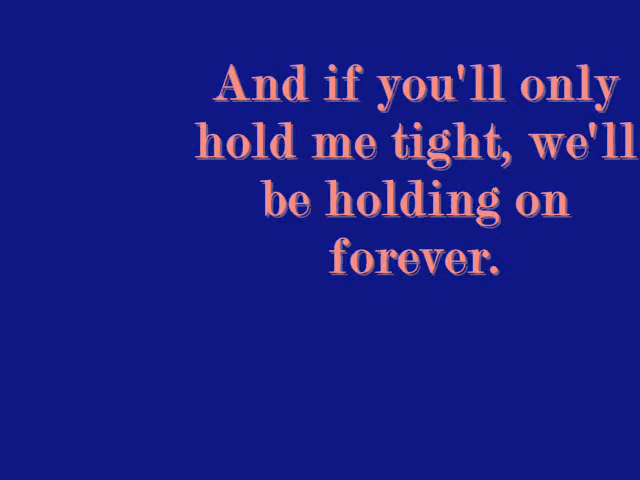 And if you'll only
hold me tight, we'll
be holding on
forever.